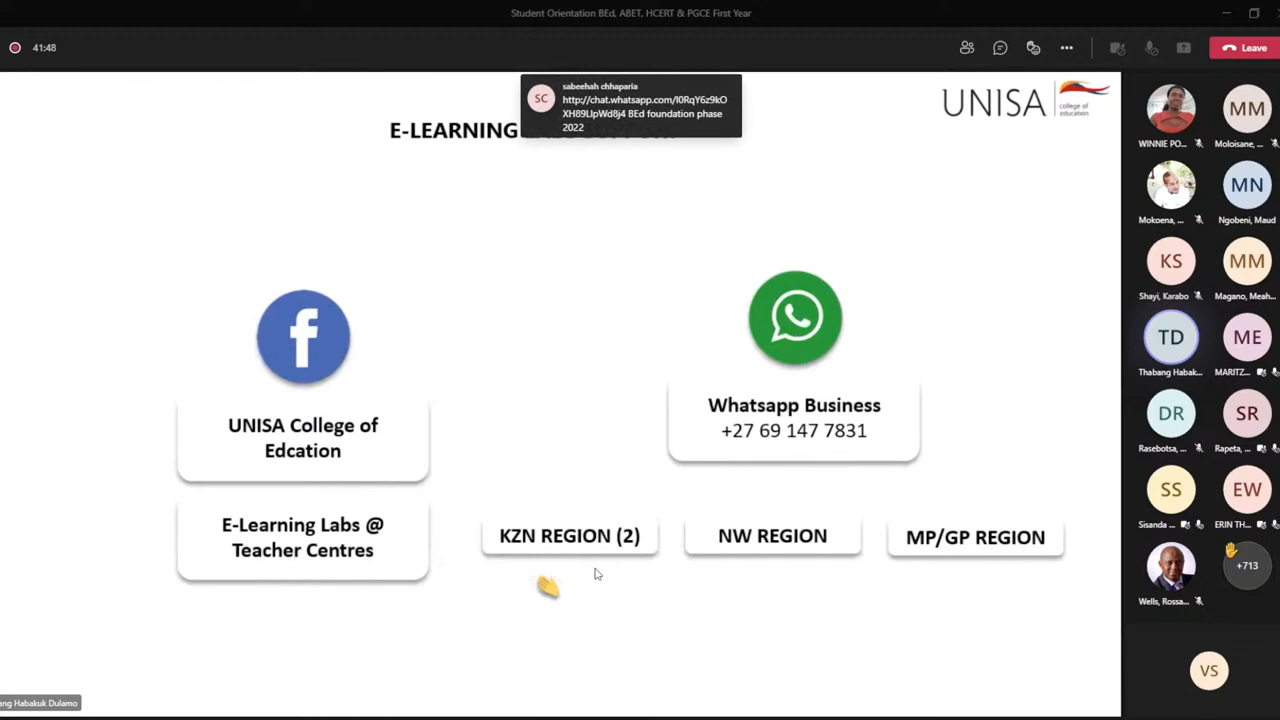 Student Orientation BEd, ABET, HCERT & PGCE First Year
41:48
Leave
SC
sabeehah chhaparia
http://chat.whatsapp.com/I0RqY6z9kO
XH89LIpWd8j4 BEd foundation phase
2022
E-LEARNING
UNISA
college of
education
UNISA College of
Edcation
E-Learning Labs @
Teacher Centres
Whatsapp Business
+27 69 147 7831
KZN REGION (2)
NW REGION
MP/GP REGION
WINNIE PO...
MM
Moloisane, ...
Mokoena, ...
MN
Ngobeni, Maud
KS
Shayi, Karabo
MM
Magano, Meah...
TD
Thabang Habak...
ME
MARITZ...
DR
Rasebotsa, ...
SR
Rapeta, ...
SS
Sisanda ...
EW
ERIN TH...
Wells, Rossa...
+713
VS
ang Habakuk Dulamo